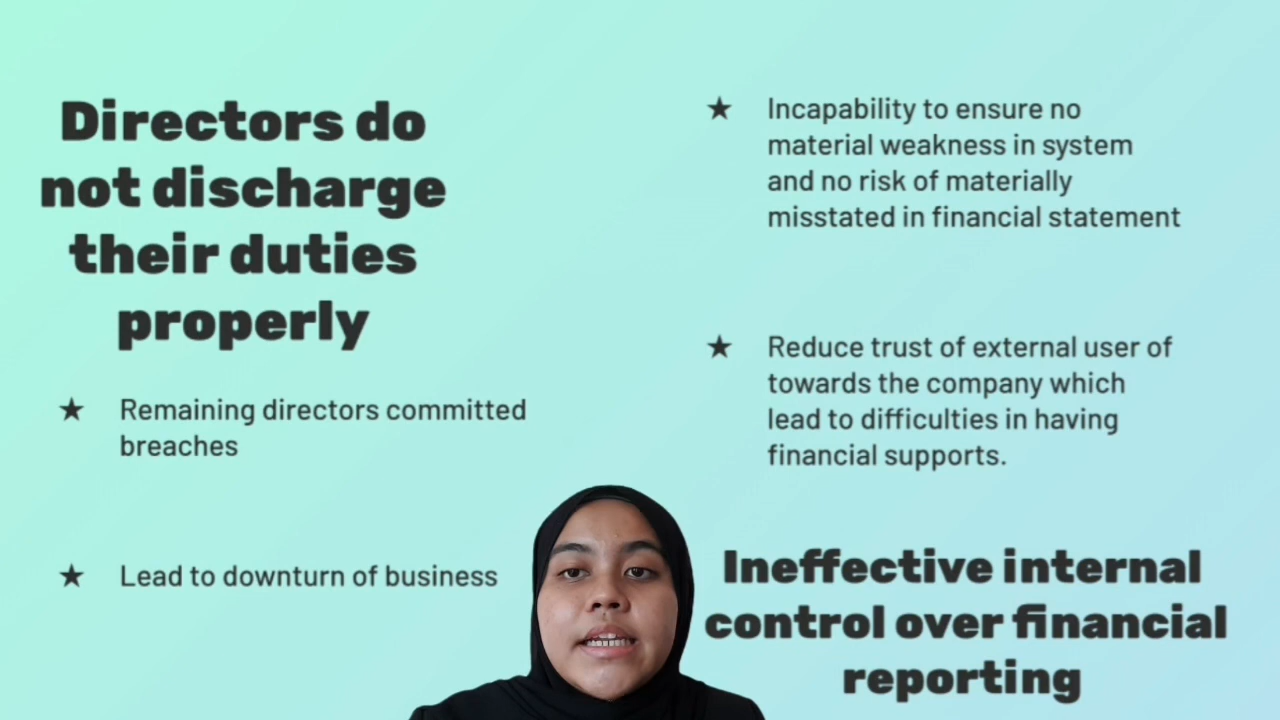 Directors do
not discharge
their duties
properly
★ Remaining directors committed
breaches
★ Lead to downturn of business
★ Incapability to ensure no
material weakness in system
and no risk of materially
misstated in financial statement
★ Reduce trust of external user of
towards the company which
lead to difficulties in having
financial supports.
Ineffective internal
control over financial
reporting